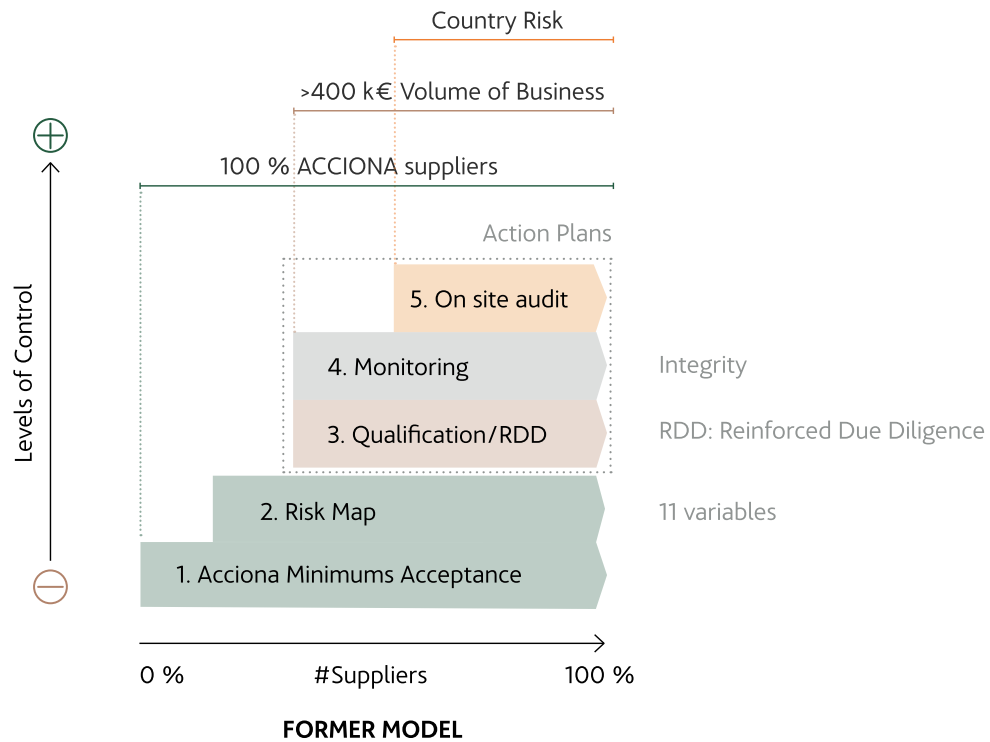 Country Risk
>400 k€ Volume of Business
100 % ACCIONA suppliers
Action Plans
5. On site audit
4. Monitoring
Integrity
3. Qualification/RDD
RDD: Reinforced Due Diligence
2. Risk Map
11 variables
1. Acciona Minimums Acceptance
Levels of Control
0 %
#Suppliers
100 %
FORMER MODEL